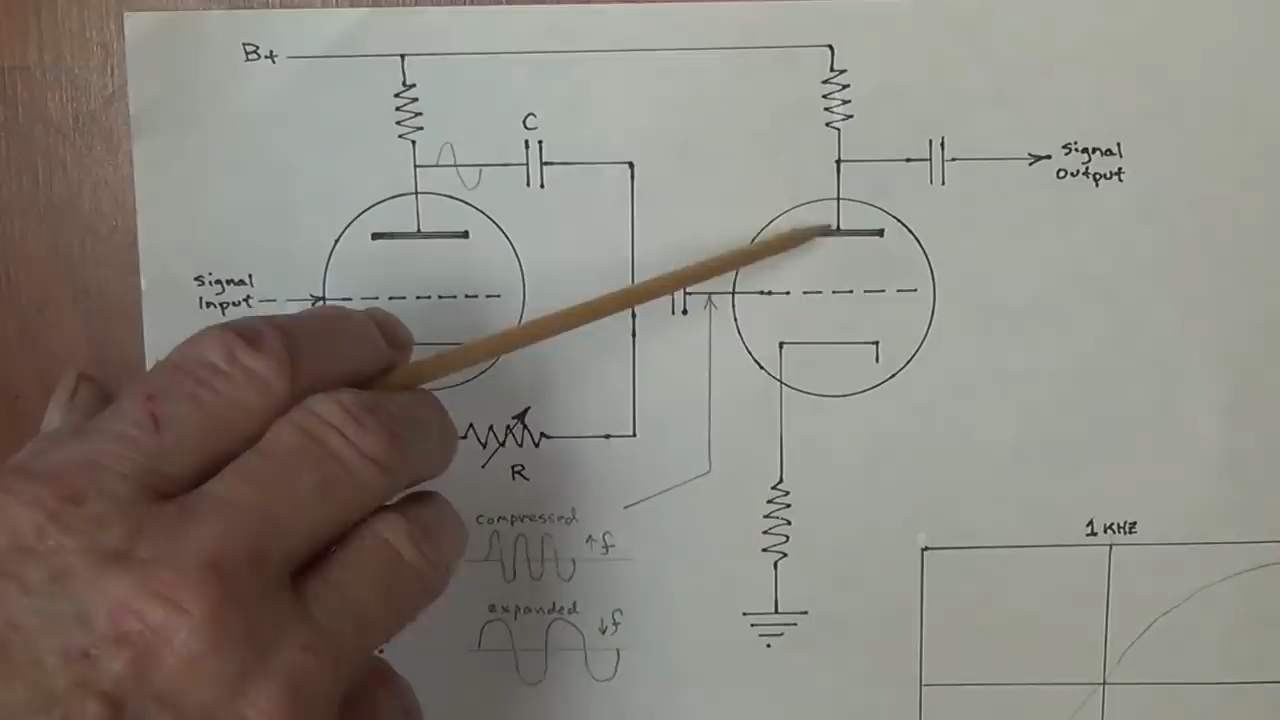 B+
C
Signal
Output
Signal
Input
R
compressed
↑f
expanded
↓f
1 KHZ